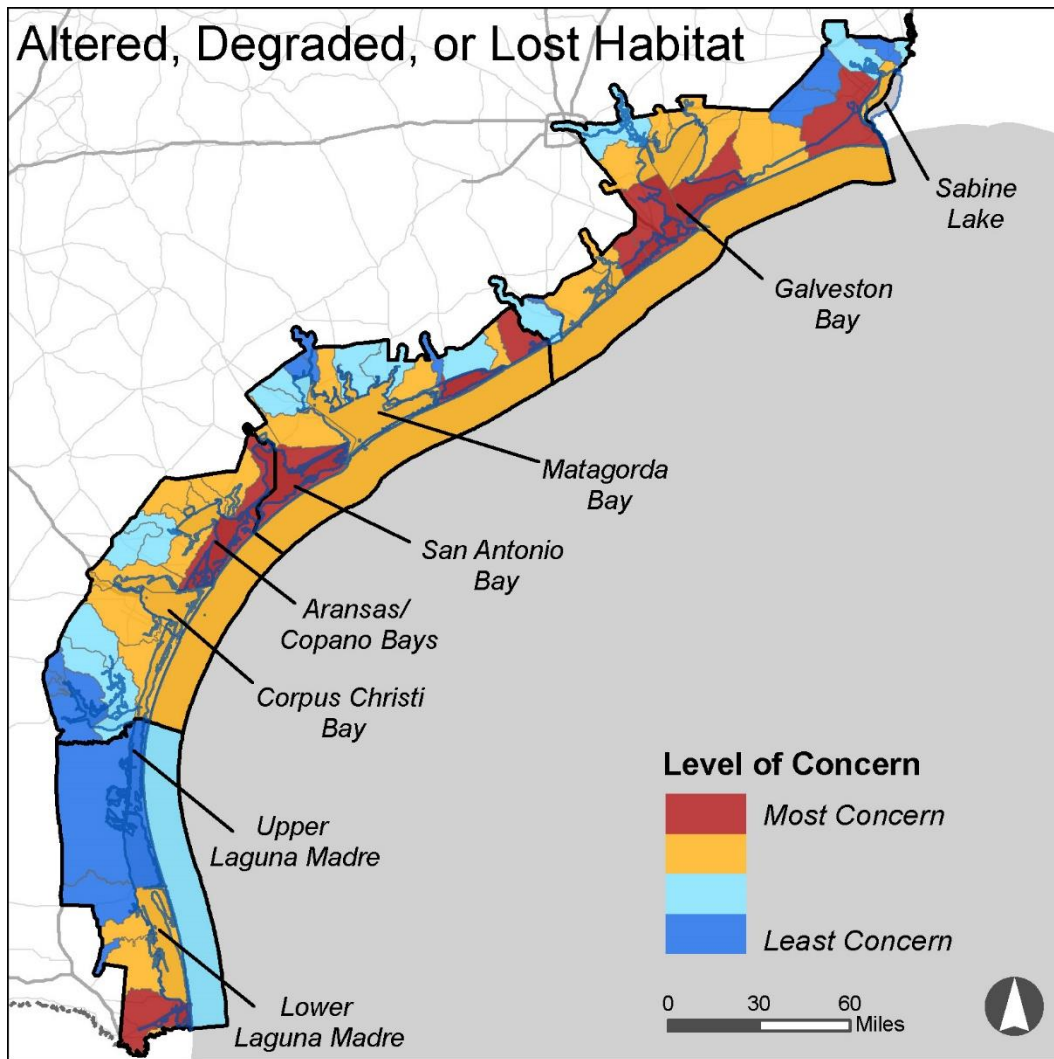 Altered, Degraded, or Lost Habitat
Sabine
Lake
Galveston
Bay
Matagorda
Bay
San Antonio
Bay
Aransas/
Copano Bays
Corpus Christi
Bay
Upper
Laguna Madre
Lower
Laguna Madre
Level of Concern
Most Concern
Least Concern
0 30 60
Miles